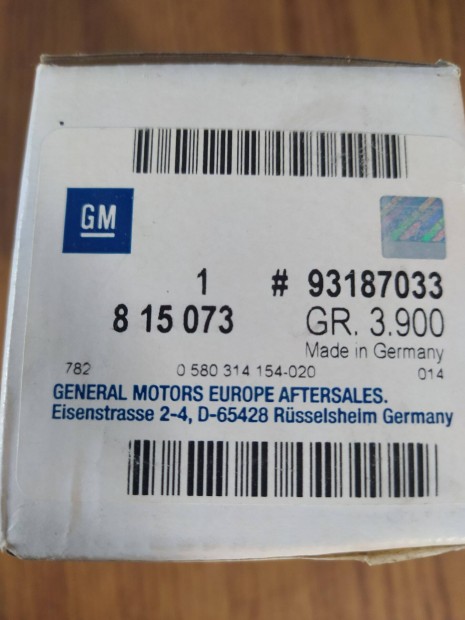 GM
1 # 93187033
8 15 073 GR. 3.900
Made in Germany
782 0 580 314 154-020 014
GENERAL MOTORS EUROPE AFTERSALES.
Eisenstrasse 2-4, D-65428 Rüsselsheim Germany